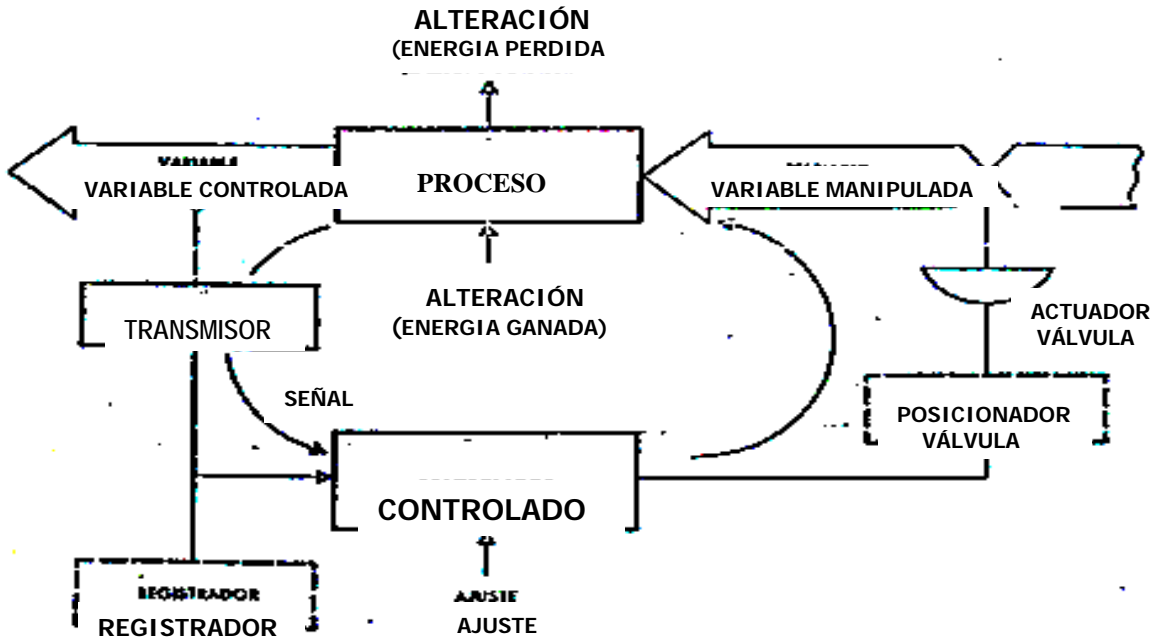 ALTERACIÓN
(ENERGIA PERDIDA
VARIABLE
VARIABLE CONTROLADA
PROCESO
VARIABLE MANIPULADA
ALTERACIÓN
(ENERGIA GANADA)
TRANSMISOR
ACTUADOR
VÁLVULA
SEÑAL
POSICIONADOR
VÁLVULA
CONTROLADO
REGISTRADOR
REGISTRADOR
AJUSTE
AJUSTE